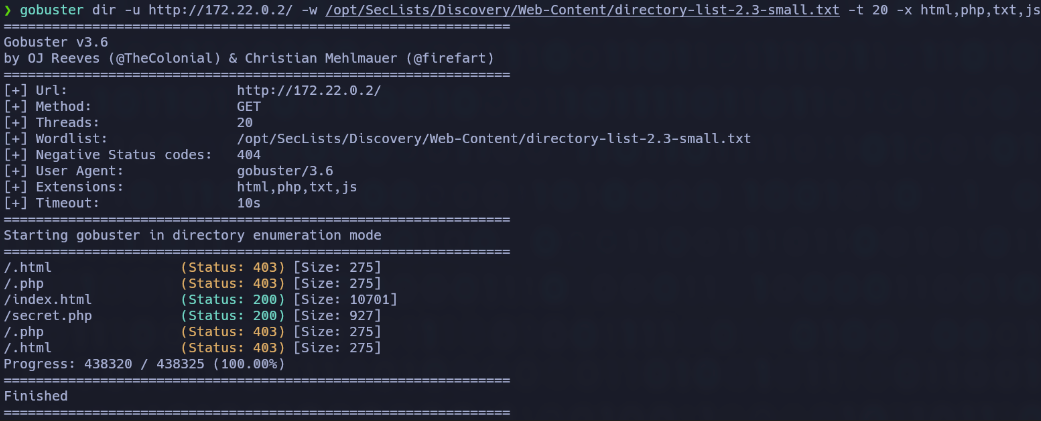 ❯ gobuster dir -u http://172.22.0.2/ -w /opt/SecLists/Discovery/Web-Content/directory-list-2.3-small.txt -t 20 -x html,php,txt,js
===============================================================
Gobuster v3.6
by OJ Reeves (@TheColonial) & Christian Mehlmauer (@firefart)
===============================================================
[+] Url:                     http://172.22.0.2/
[+] Method:                  GET
[+] Threads:                 20
[+] Wordlist:                /opt/SecLists/Discovery/Web-Content/directory-list-2.3-small.txt
[+] Negative Status codes:   404
[+] User Agent:              gobuster/3.6
[+] Extensions:              html,php,txt,js
[+] Timeout:                 10s
===============================================================
Starting gobuster in directory enumeration mode
===============================================================
/.html                (Status: 403) [Size: 275]
/.php                 (Status: 403) [Size: 275]
/index.html           (Status: 200) [Size: 10701]
/secret.php           (Status: 200) [Size: 927]
/.php                 (Status: 403) [Size: 275]
/.html                (Status: 403) [Size: 275]
Progress: 438320 / 438325 (100.00%)
===============================================================
Finished
===============================================================